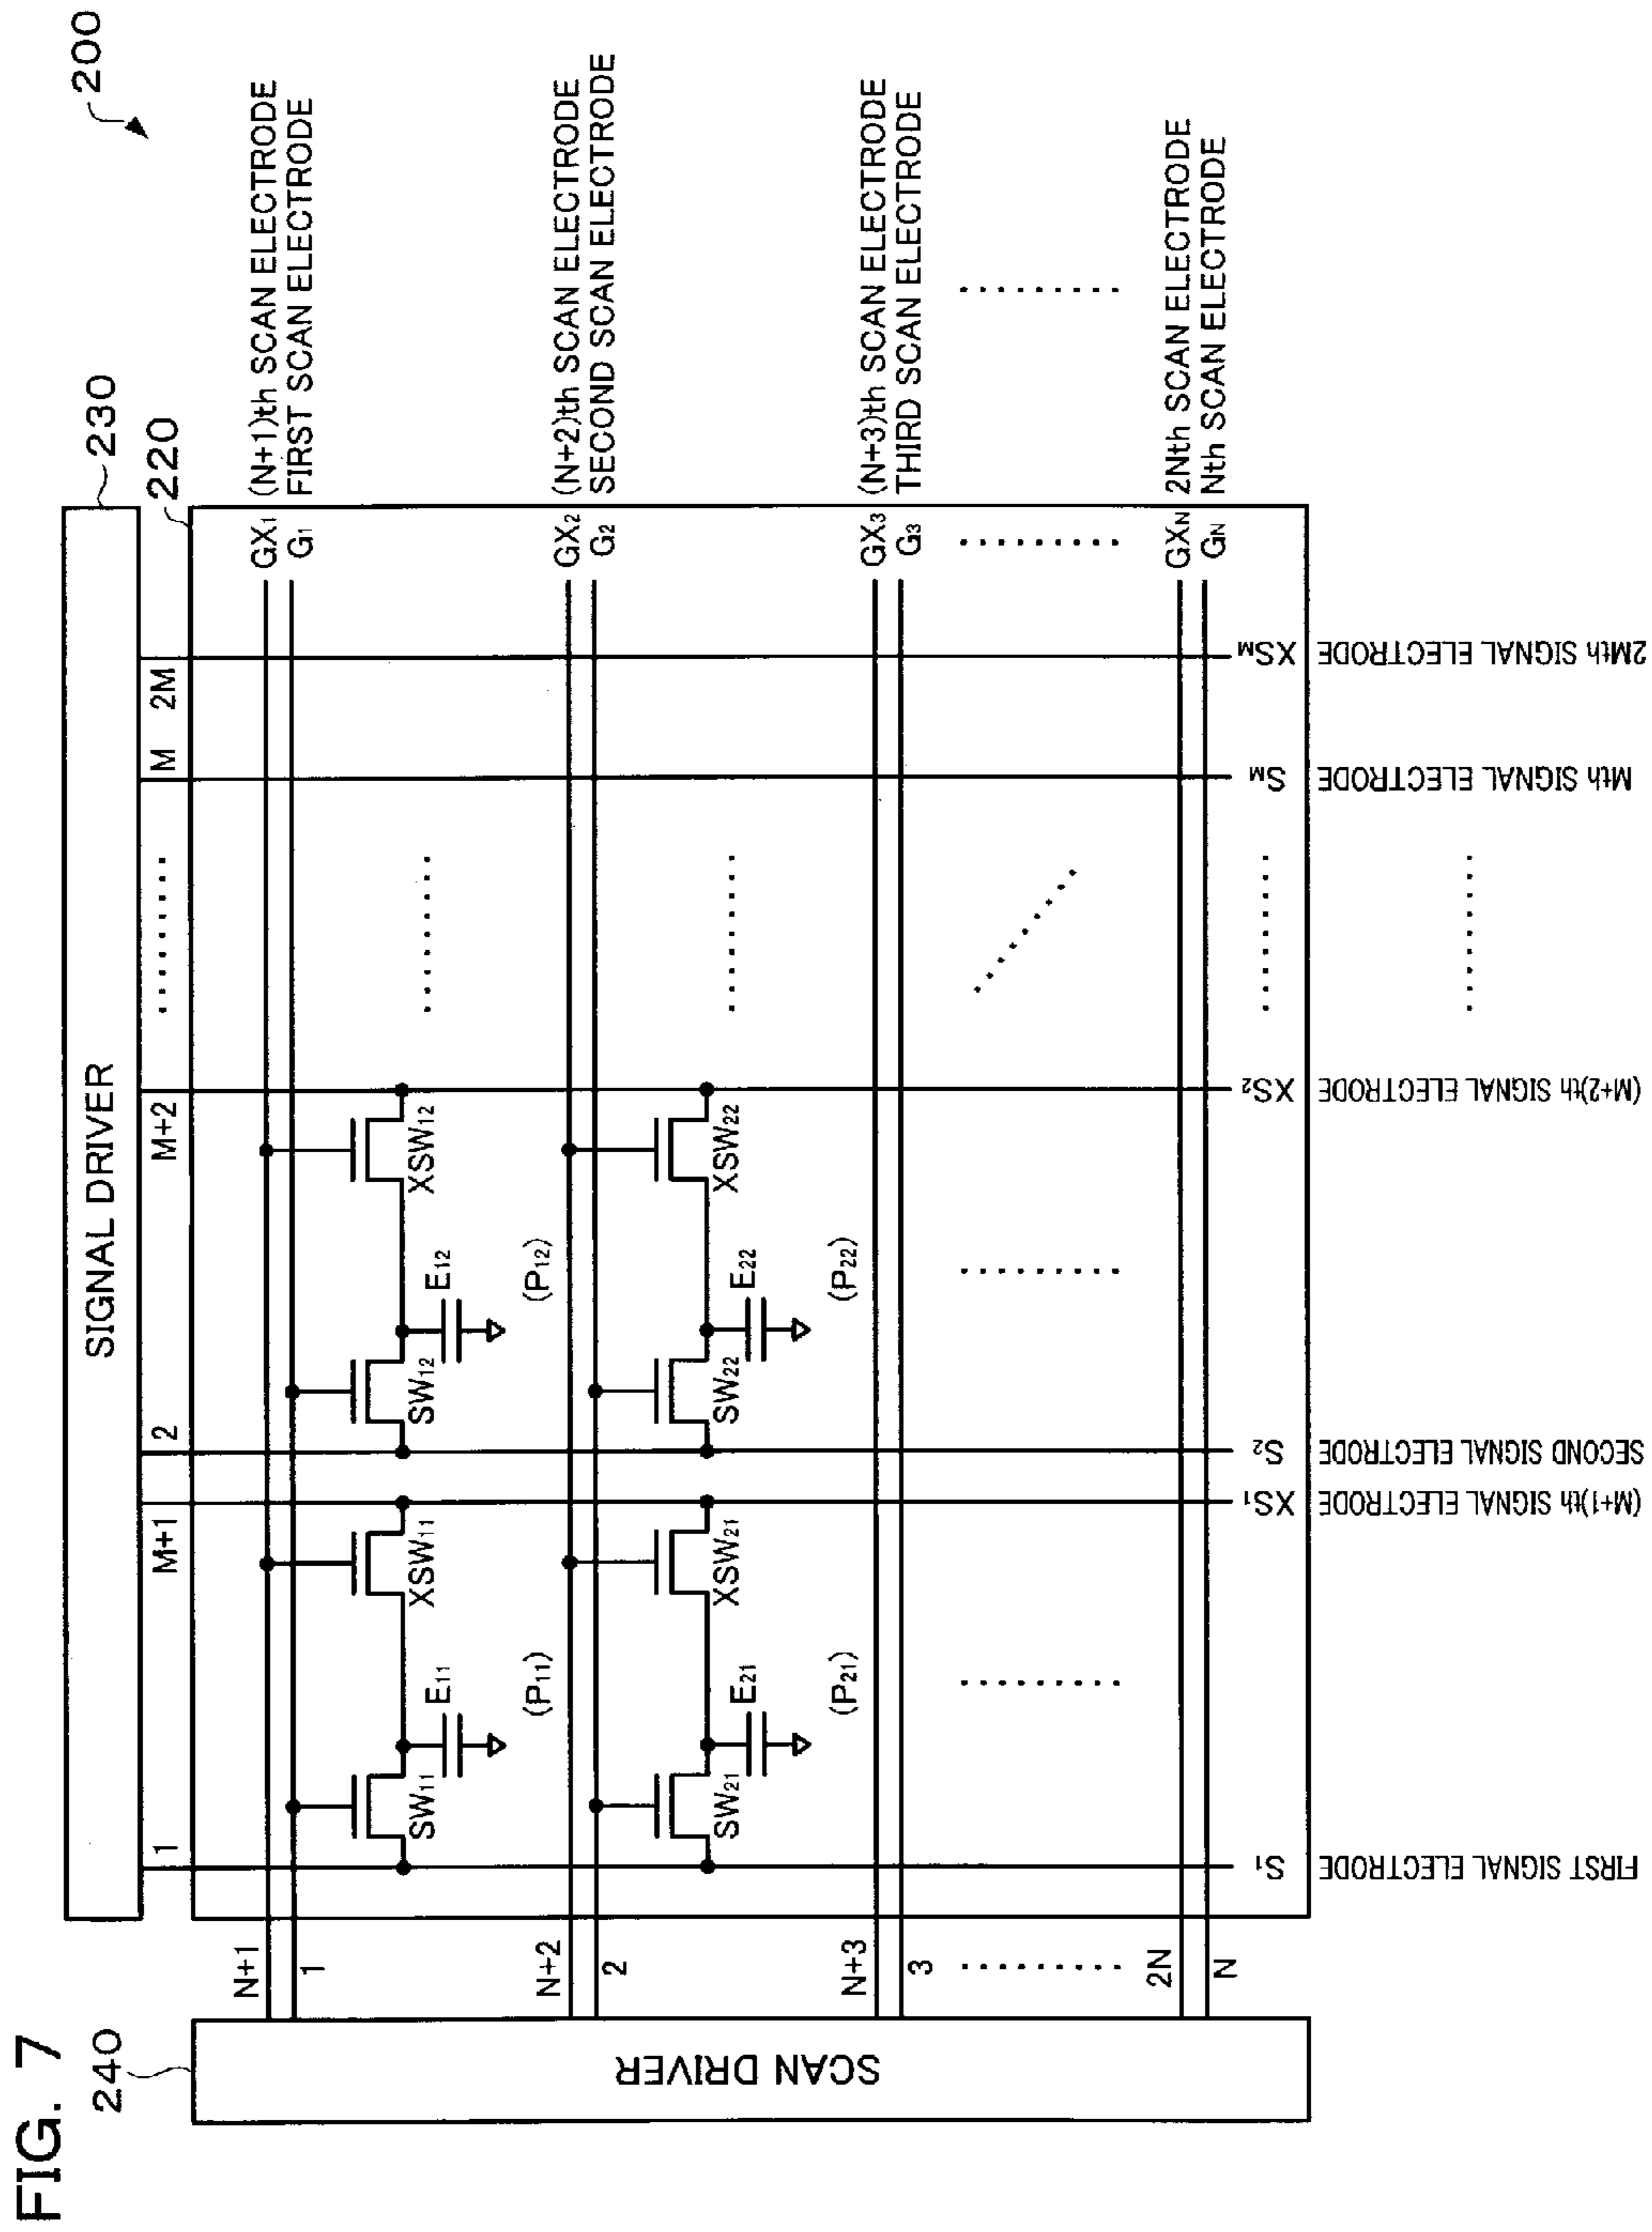 FIG. 7
200
230
220
240
SIGNAL DRIVER
SCAN DRIVER
1
M+1
2
M+2
·········
M
2M
N+1
1
N+2
2
N+3
3
·········
2N
N
GX1 (N+1)th SCAN ELECTRODE
G1 FIRST SCAN ELECTRODE
GX2 (N+2)th SCAN ELECTRODE
G2 SECOND SCAN ELECTRODE
GX3 (N+3)th SCAN ELECTRODE
G3 THIRD SCAN ELECTRODE
········· ·········
GXN 2Nth SCAN ELECTRODE
GN Nth SCAN ELECTRODE
SW11
E11
XSW11
(P11)
SW12
E12
XSW12
(P12)
SW21
E21
XSW21
(P21)
SW22
E22
XSW22
(P22)
S1 FIRST SIGNAL ELECTRODE
XS1 (M+1)th SIGNAL ELECTRODE
S2 SECOND SIGNAL ELECTRODE
XS2 (M+2)th SIGNAL ELECTRODE
········· ·········
SM Mth SIGNAL ELECTRODE
XSM 2Mth SIGNAL ELECTRODE